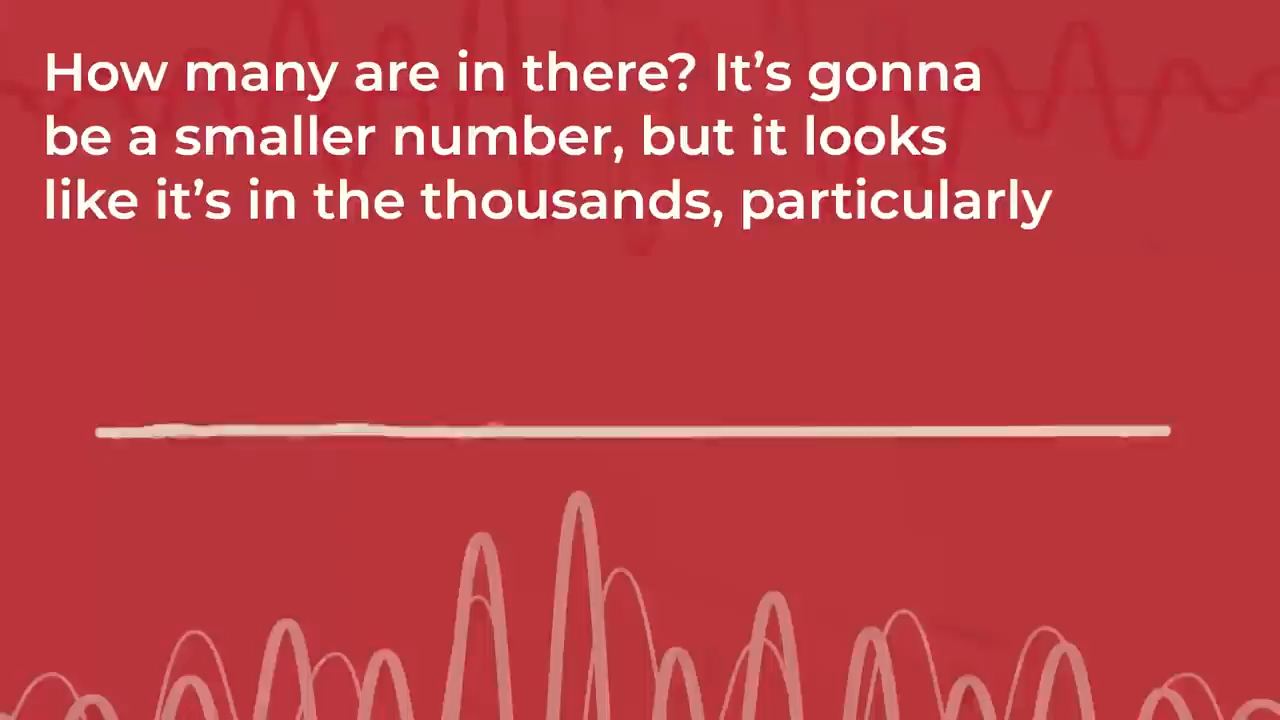 How many are in there? It’s gonna
be a smaller number, but it looks
like it’s in the thousands, particularly